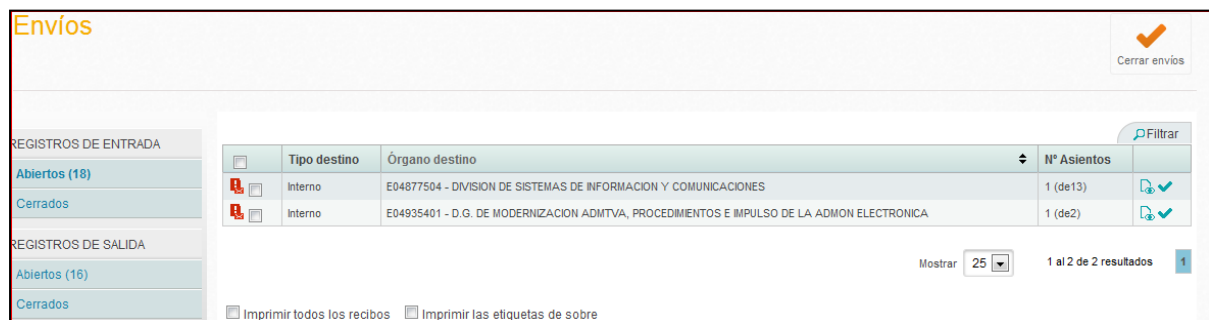 Envíos
Cerrar envíos
REGISTROS DE ENTRADA
Abiertos (18)
Cerrados
REGISTROS DE SALIDA
Abiertos (16)
Cerrados
Filtrar
Tipo destino Órgano destino Nº Asientos
Interno E04877504 - DIVISION DE SISTEMAS DE INFORMACION Y COMUNICACIONES 1 (de13)
Interno E04935401 - D.G. DE MODERNIZACION ADMTVA, PROCEDIMIENTOS E IMPULSO DE LA ADMON ELECTRONICA 1 (de2)
Mostrar 25 1 al 2 de 2 resultados 1
Imprimir todos los recibos Imprimir las etiquetas de sobre